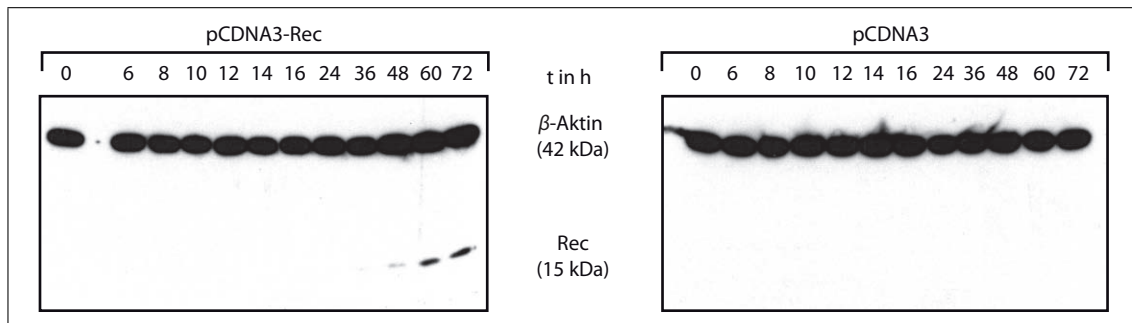 pCDNA3-Rec
0 6 8 10 12 14 16 24 36 48 60 72
t in h
β-Aktin
(42 kDa)
Rec
(15 kDa)
pCDNA3
0 6 8 10 12 14 16 24 36 48 60 72